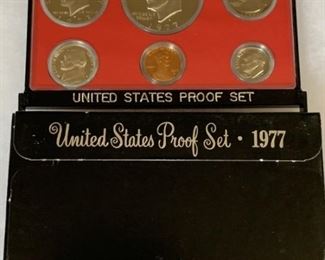 UNITED STATES PROOF SET
United States Proof Set · 1977